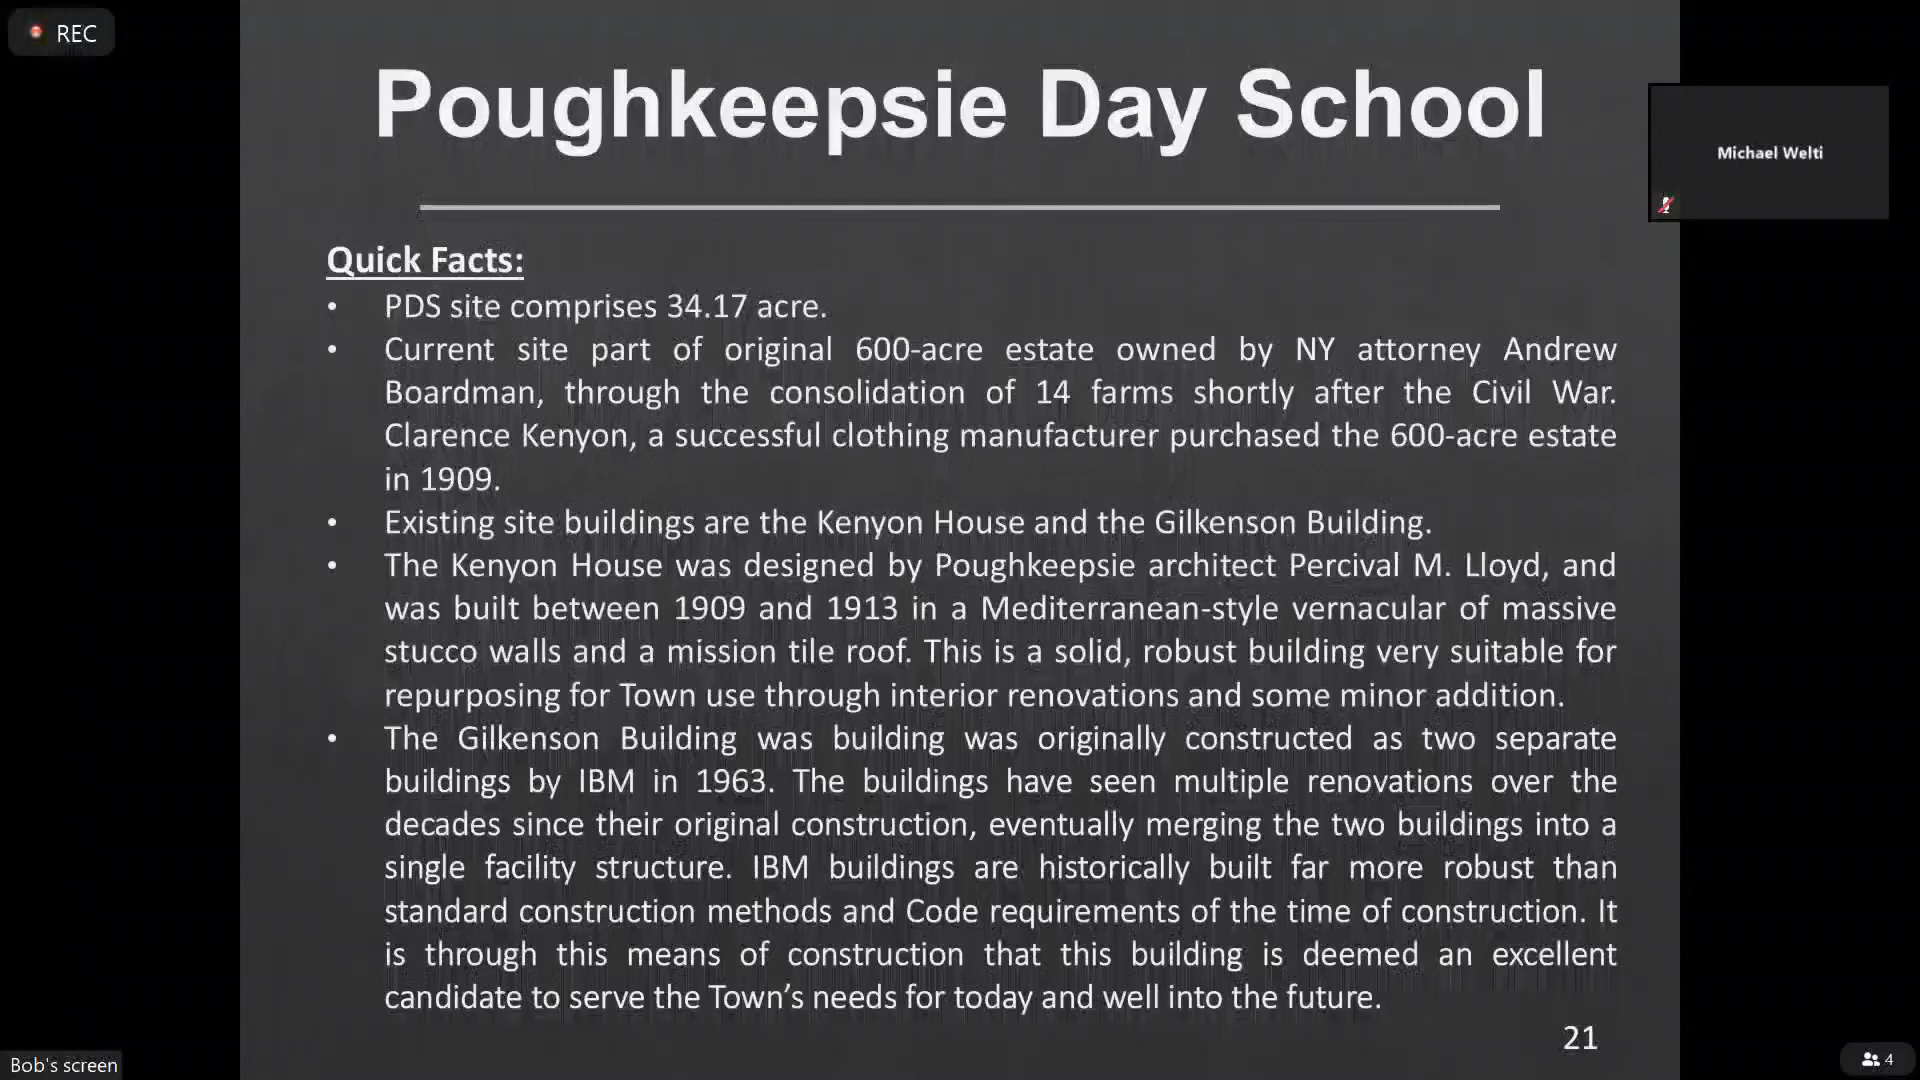 REC
Poughkeepsie Day School
Michael Welti
Quick Facts:
• PDS site comprises 34.17 acre.
• Current site part of original 600-acre estate owned by NY attorney Andrew
Boardman, through the consolidation of 14 farms shortly after the Civil War.
Clarence Kenyon, a successful clothing manufacturer purchased the 600-acre estate
in 1909.
• Existing site buildings are the Kenyon House and the Gilkenson Building.
• The Kenyon House was designed by Poughkeepsie architect Percival M. Lloyd, and
was built between 1909 and 1913 in a Mediterranean-style vernacular of massive
stucco walls and a mission tile roof. This is a solid, robust building very suitable for
repurposing for Town use through interior renovations and some minor addition.
• The Gilkenson Building was building was originally constructed as two separate
buildings by IBM in 1963. The buildings have seen multiple renovations over the
decades since their original construction, eventually merging the two buildings into a
single facility structure. IBM buildings are historically built far more robust than
standard construction methods and Code requirements of the time of construction. It
is through this means of construction that this building is deemed an excellent
candidate to serve the Town’s needs for today and well into the future.
21
Bob's screen
4